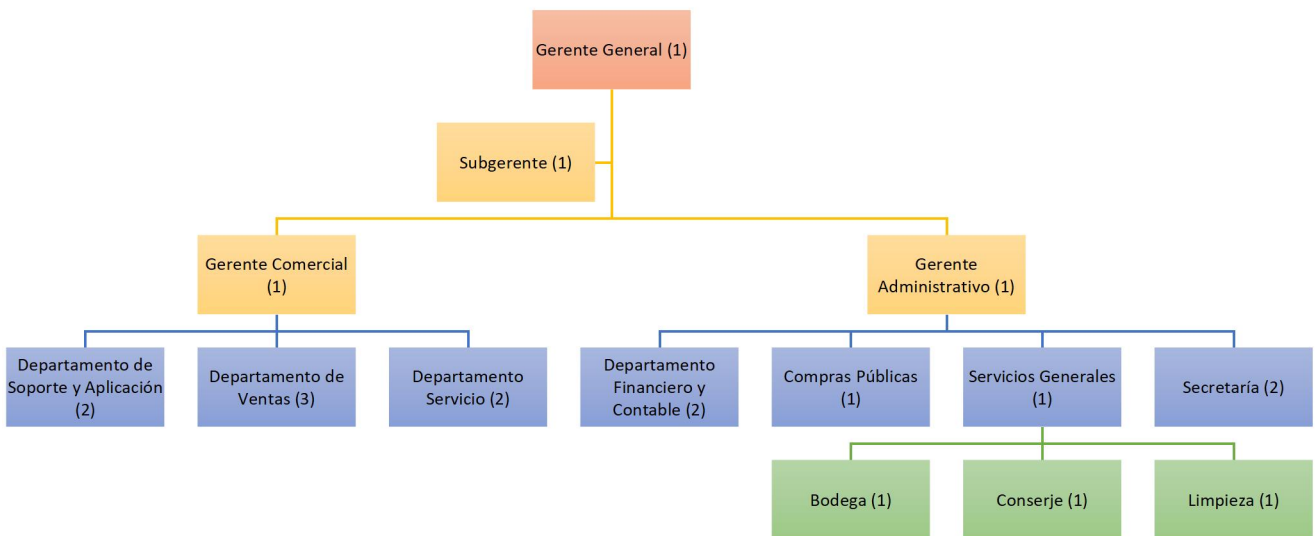 Gerente General (1)
Subgerente (1)
Gerente Comercial
(1)
Gerente
Administrativo (1)
Departamento de
Soporte y Aplicación
(2)
Departamento de
Ventas (3)
Departamento
Servicio (2)
Departamento
Financiero y
Contable (2)
Compras Públicas
(1)
Servicios Generales
(1)
Secretaría (2)
Bodega (1)
Conserje (1)
Limpieza (1)